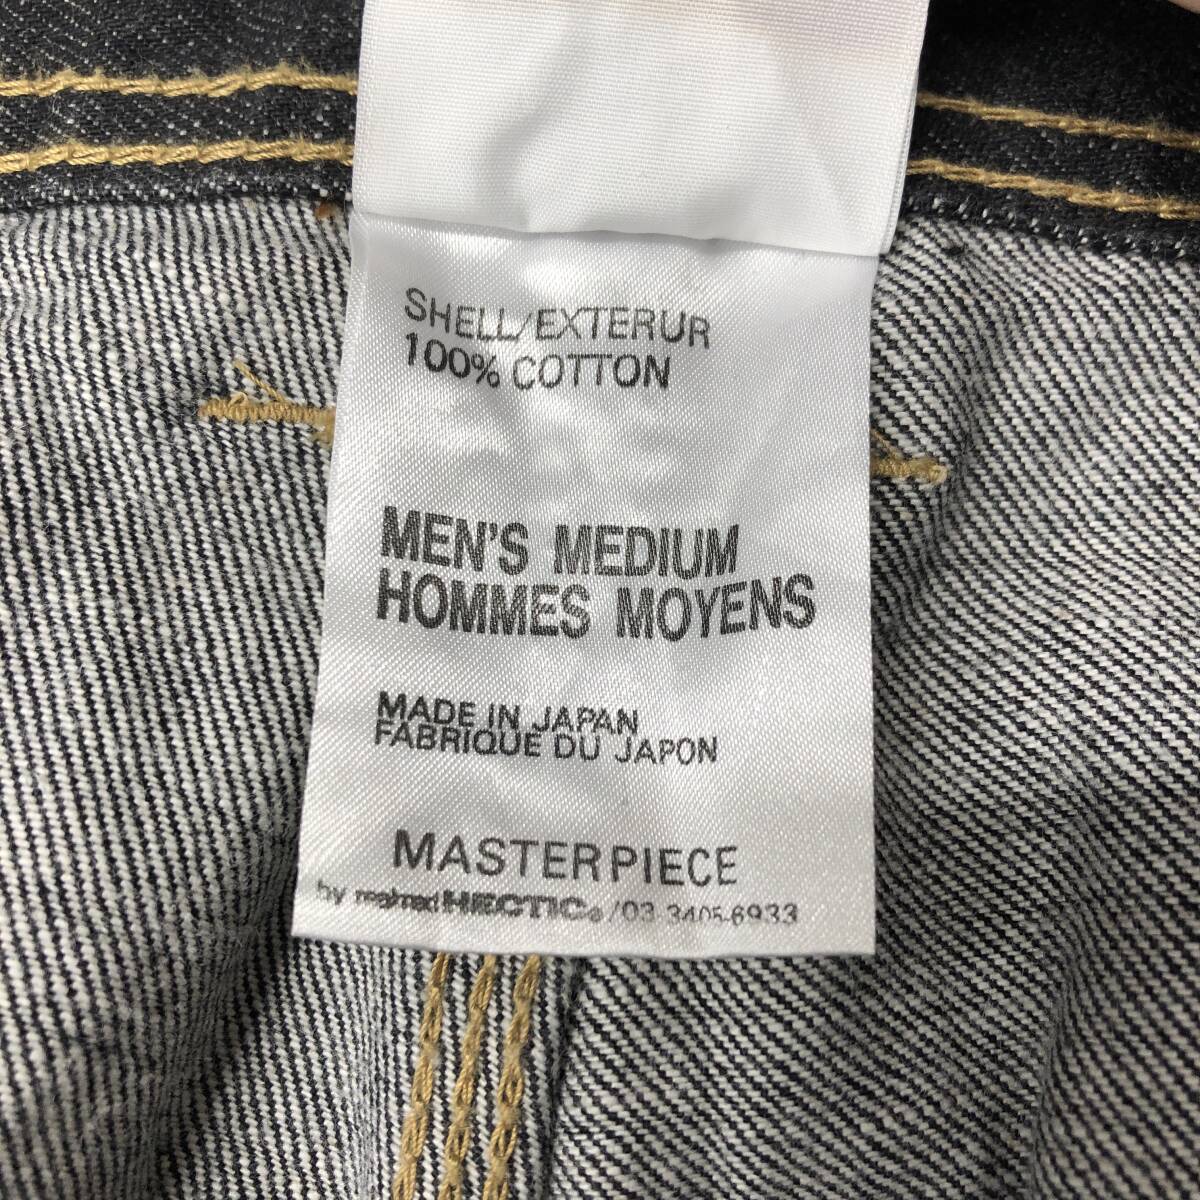 SHELL/EXTERUR
100% COTTON
MEN'S MEDIUM
HOMMES MOYENS
MADE IN JAPAN
FABRIQUE DU JAPON
MASTERPIECE
by realmad HECTIC®/03 3405-6933